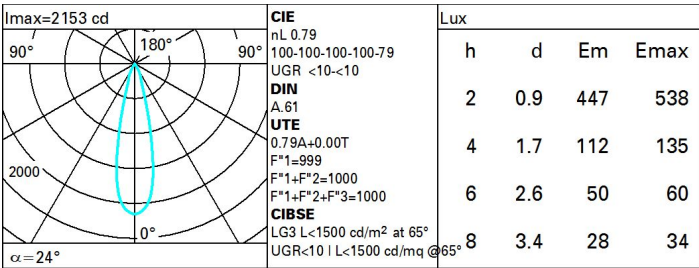 Imax=2153 cd
90°
180°
90°
2000
0°
α=24°
CIE
nL 0.79
100-100-100-100-79
UGR <10-<10
DIN
A.61
UTE
0.79A+0.00T
F"1=999
F"1+F"2=1000
F"1+F"2+F"3=1000
CIBSE
LG3 L<1500 cd/m² at 65°
UGR<10 | L<1500 cd/mq @65°
Lux
h d Em Emax
2 0.9 447 538
4 1.7 112 135
6 2.6 50 60
8 3.4 28 34